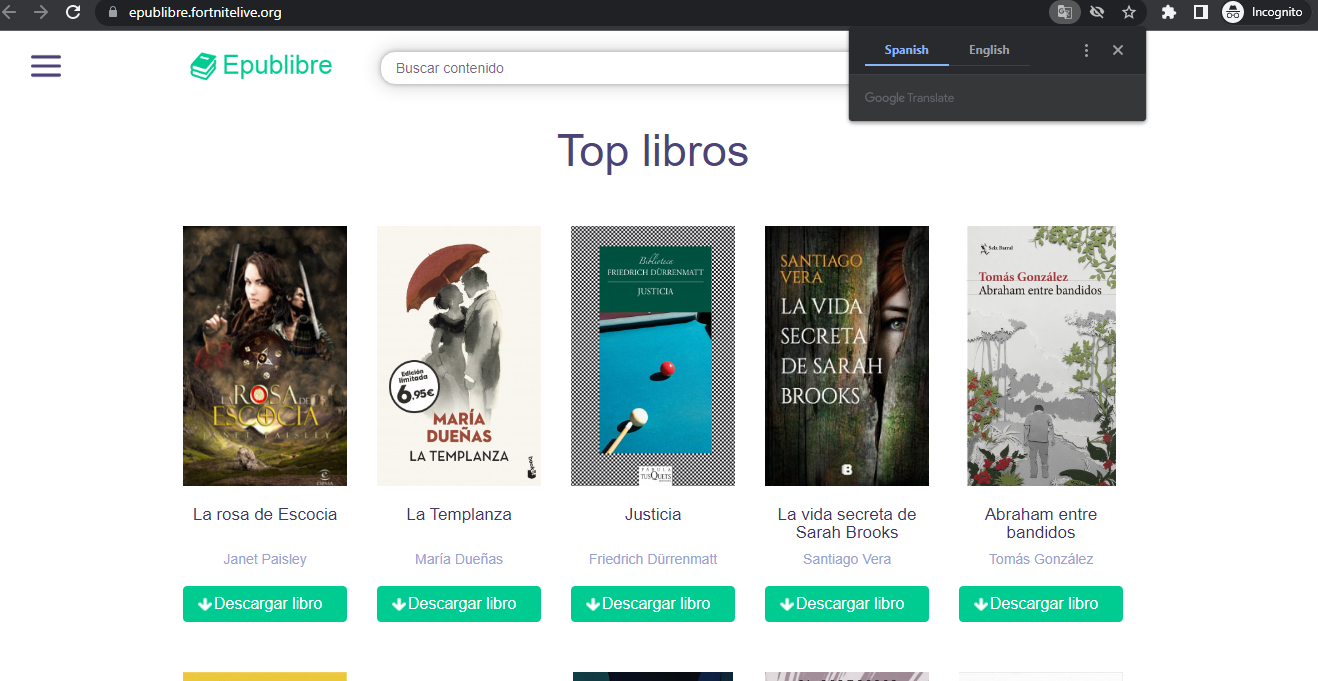 epublibre.fortnitelive.org
Incognito
Spanish English
Google Translate
Epublibre
Buscar contenido
Top libros
LA ROSA DE
ESCOCIA
JANET PAISLEY
ESPASA
Edición
limitada
6,95€
MARÍA
DUEÑAS
LA TEMPLANZA
Booket
Biblioteca
FRIEDRICH DÜRRENMATT
JUSTICIA
FÁBULA
TUSQUETS
SANTIAGO
VERA
LA VIDA
SECRETA
DE SARAH
BROOKS
B
Seix Barral
Tomás González
Abraham entre bandidos
La rosa de Escocia
Janet Paisley
Descargar libro
La Templanza
María Dueñas
Descargar libro
Justicia
Friedrich Dürrenmatt
Descargar libro
La vida secreta de
Sarah Brooks
Santiago Vera
Descargar libro
Abraham entre
bandidos
Tomás González
Descargar libro